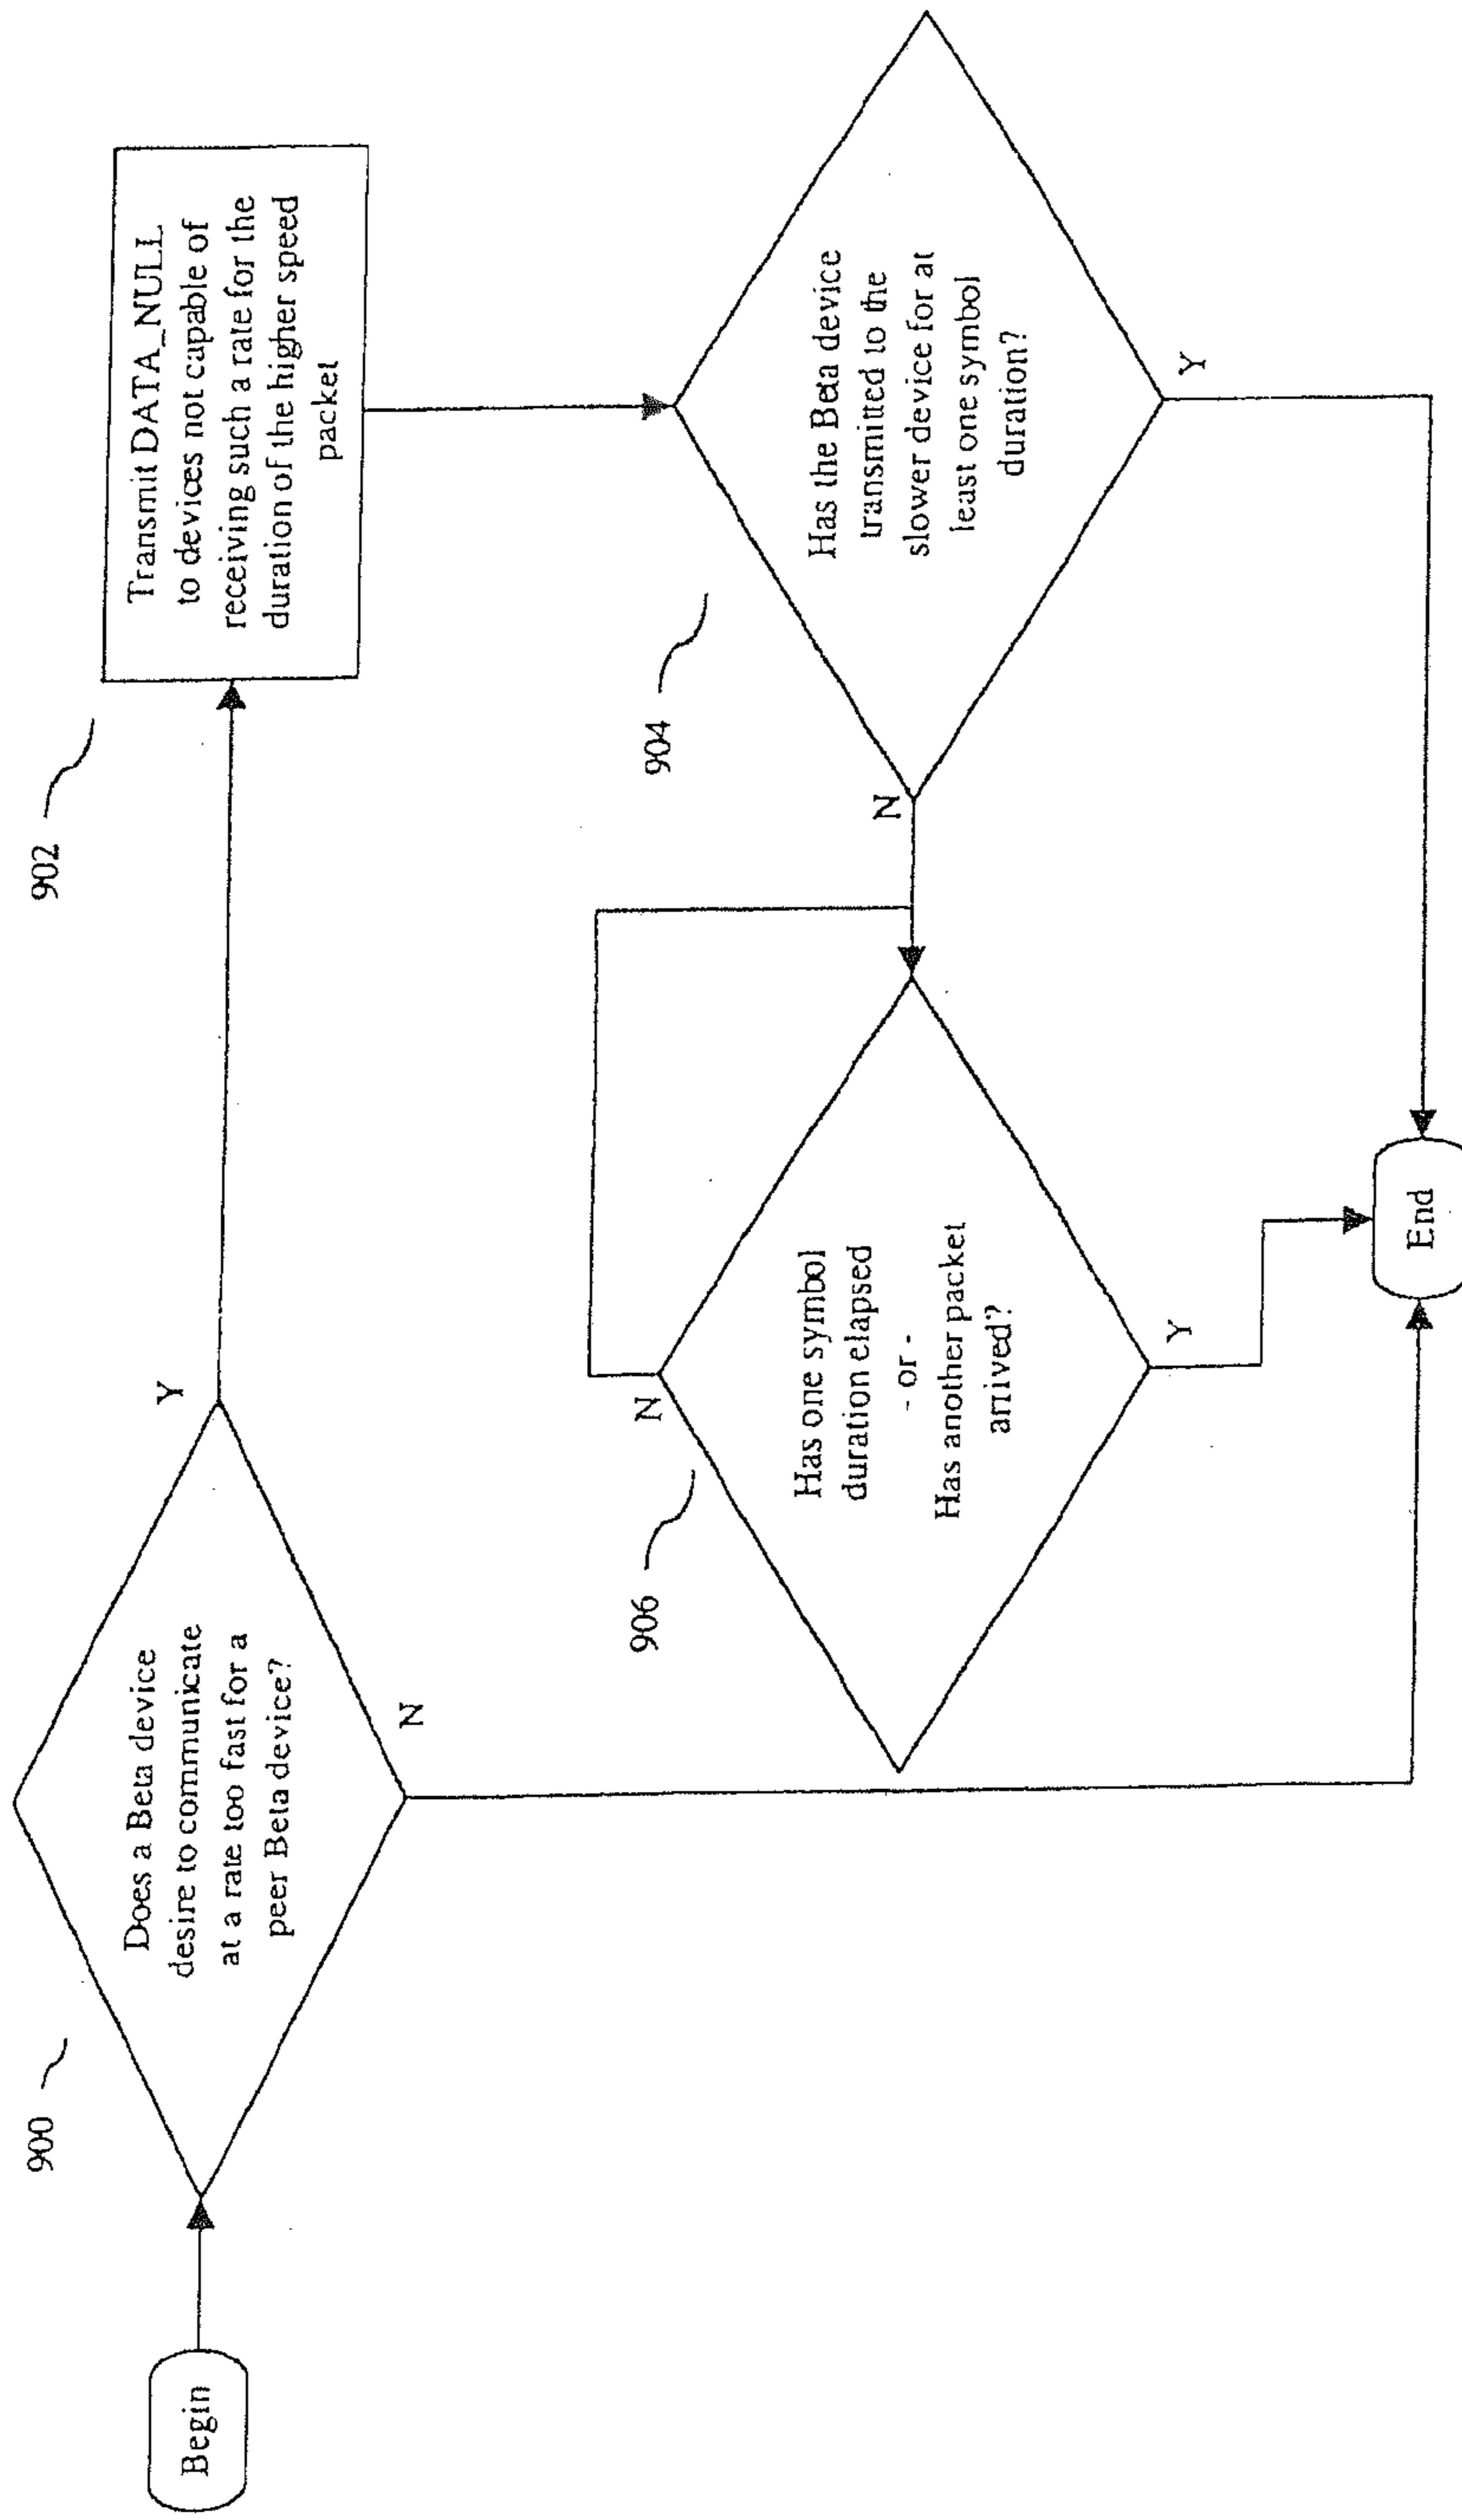 Begin
900
Does a Beta device
desire to communicate
at a rate too fast for a
peer Beta device?
Y
N
902
Transmit DATA_NULL
to devices not capable of
receiving such a rate for the
duration of the higher speed
packet
904
Has the Beta device
transmitted to the
slower device for at
least one symbol
duration?
N
Y
906
Has one symbol
duration elapsed
- or -
Has another packet
arrived?
N
Y
End